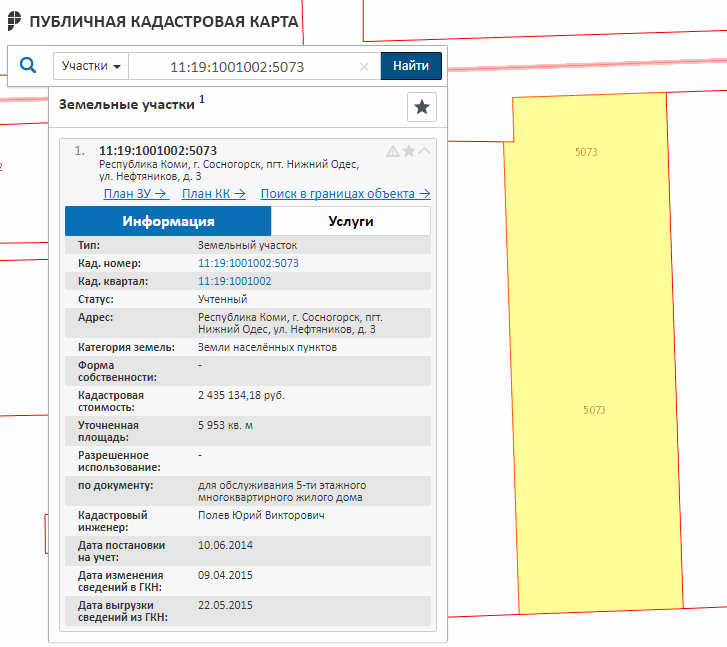 ПУБЛИЧНАЯ КАДАСТРОВАЯ КАРТА
Участки
11:19:1001002:5073
×
Найти
Земельные участки 1
1. 11:19:1001002:5073
Республика Коми, г. Сосногорск, пгт. Нижний Одес,
ул. Нефтяников, д. 3
План ЗУ → План КК → Поиск в границах объекта →
Информация Услуги
Тип: Земельный участок
Кад. номер: 11:19:1001002:5073
Кад. квартал: 11:19:1001002
Статус: Учтенный
Адрес: Республика Коми, г. Сосногорск, пгт.
Нижний Одес, ул. Нефтяников, д. 3
Категория земель: Земли населённых пунктов
Форма
собственности: -
Кадастровая
стоимость: 2 435 134,18 руб.
Уточненная
площадь: 5 953 кв. м
Разрешенное
использование: -
по документу: для обслуживания 5-ти этажного
многоквартирного жилого дома
Кадастровый
инженер: Полев Юрий Викторович
Дата постановки
на учет: 10.06.2014
Дата изменения
сведений в ГКН: 09.04.2015
Дата выгрузки
сведений из ГКН: 22.05.2015
5073
5073
2